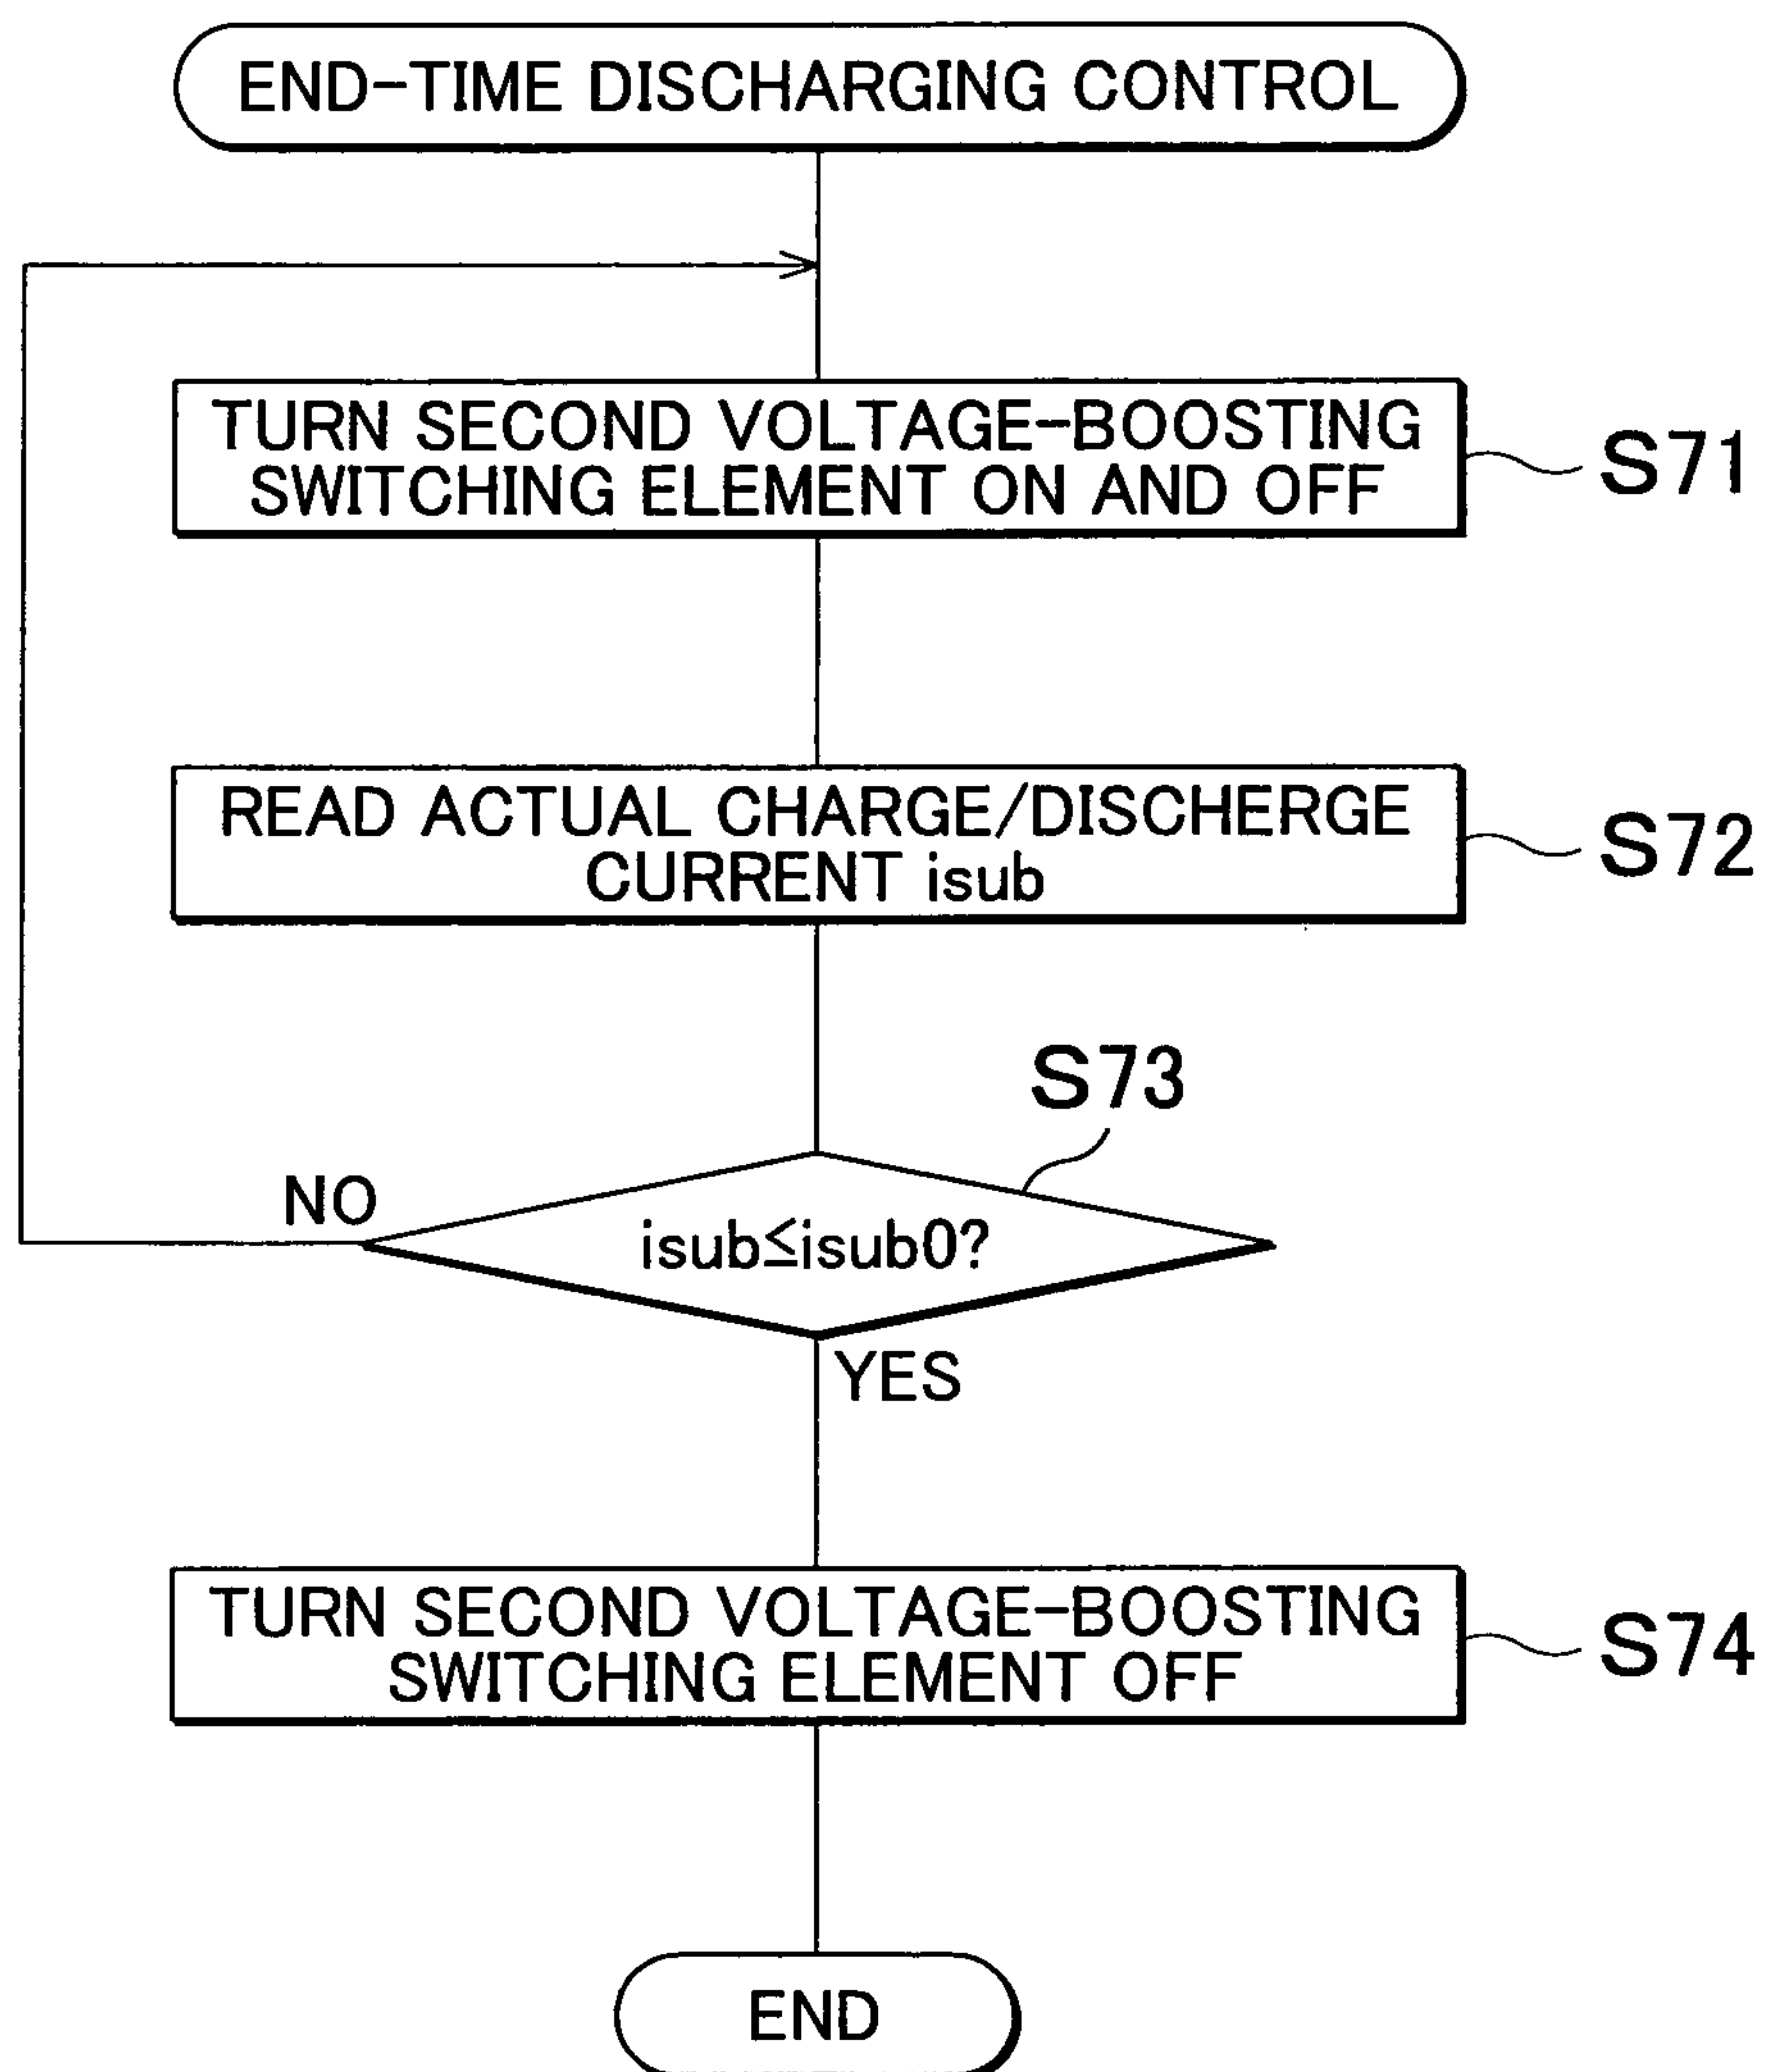 END-TIME DISCHARGING CONTROL
TURN SECOND VOLTAGE-BOOSTING
SWITCHING ELEMENT ON AND OFF
S71
READ ACTUAL CHARGE/DISCHERGE
CURRENT isub
S72
S73
NO
isub≤isub0?
YES
TURN SECOND VOLTAGE-BOOSTING
SWITCHING ELEMENT OFF
S74
END